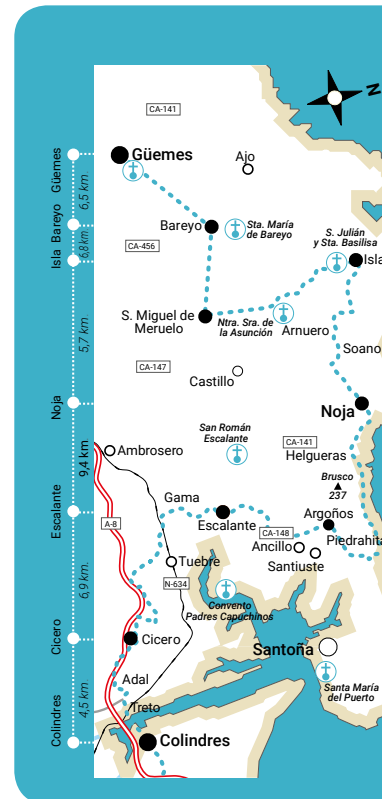 N
CA-141
Güemes
Ajo
Bareyo
Sta. María
de Bareyo
CA-456
S. Julián
y Sta. Basilisa
Isla
S. Miguel de
Meruelo
Ntra. Sra. de
la Asunción
Arnuero
Soano
CA-147
Castillo
Noja
San Román
Escalante
CA-141
Helgueras
Ambrosero
Brusco
237
Gama
Argoños
A-8
Escalante
CA-148
Piedrahita
Ancillo
Santiuste
Tuebre
N-634
Convento
Padres Capuchinos
Cicero
Santoña
Adal
Santa María
del Puerto
Treto
Colindres
Güemes
6,5 km
Bareyo
6,8 km
Isla
5,7 km
Noja
9,4 km
Escalante
6,9 km
Cicero
4,5 km
Colindres